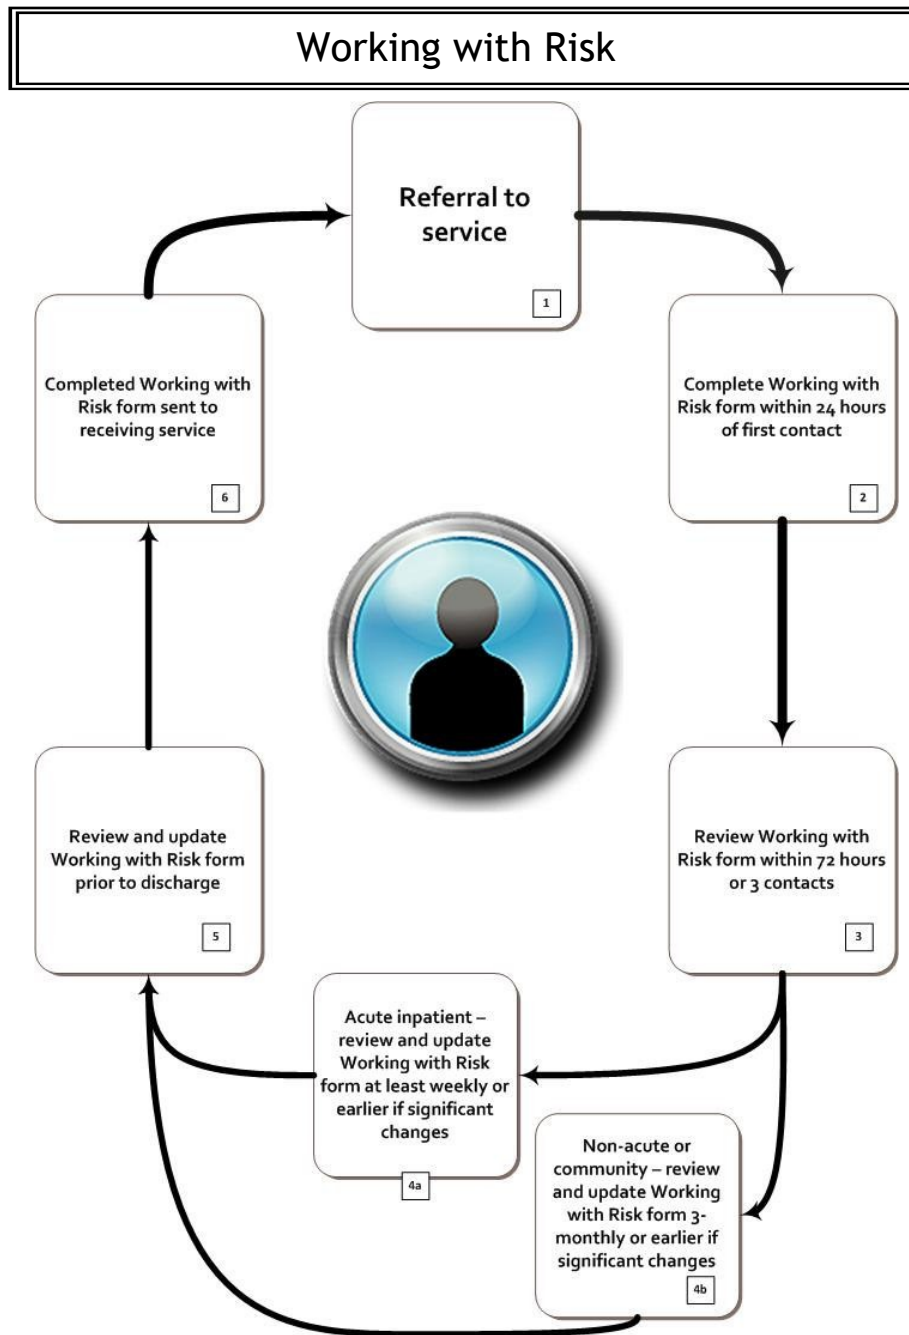 Working with Risk
Referral to
service
1
Complete Working with
Risk form within 24 hours
of first contact
2
Review Working with
Risk form within 72 hours
or 3 contacts
3
Acute inpatient –
review and update
Working with Risk
form at least weekly or
earlier if significant
changes
4a
Non-acute or
community – review
and update Working
with Risk form 3-
monthly or earlier if
significant changes
4b
Review and update
Working with Risk form
prior to discharge
5
Completed Working with
Risk form sent to
receiving service
6